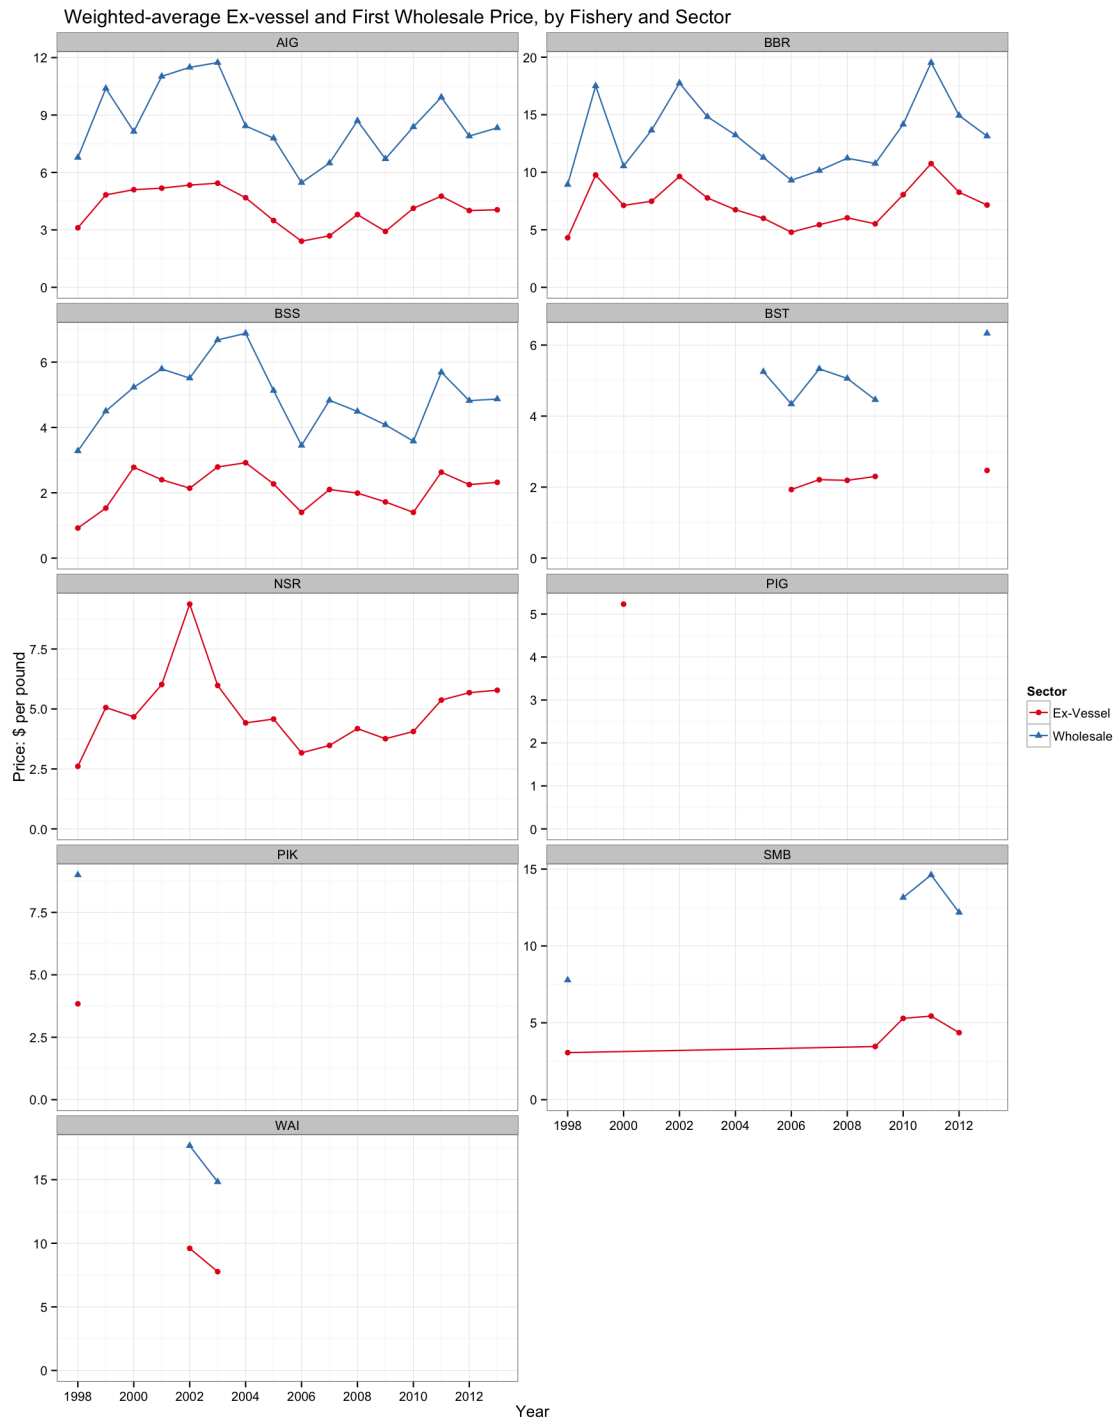 Weighted-average Ex-vessel and First Wholesale Price, by Fishery and Sector
AIG
12
9
6
3
0
BBR
20
15
10
5
0
BSS
6
4
2
0
BST
6
4
2
0
NSR
7.5
5.0
2.5
0.0
PIG
5
4
3
2
1
0
PIK
7.5
5.0
2.5
0.0
SMB
15
10
5
0
1998 2000 2002 2004 2006 2008 2010 2012
WAI
15
10
5
0
1998 2000 2002 2004 2006 2008 2010 2012
Year
Price: $ per pound
Sector
Ex-Vessel
Wholesale